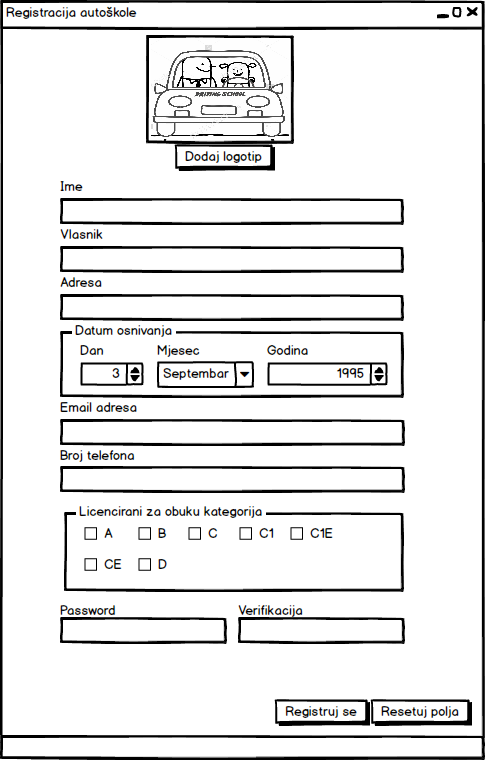 Registracija autoškole
DRIVING SCHOOL
Dodaj logotip
Ime
Vlasnik
Adresa
Datum osnivanja
Dan Mjesec Godina
3 Septembar 1995
Email adresa
Broj telefona
Licencirani za obuku kategorija
A B C C1 C1E
CE D
Password Verifikacija
Registruj se Resetuj polja